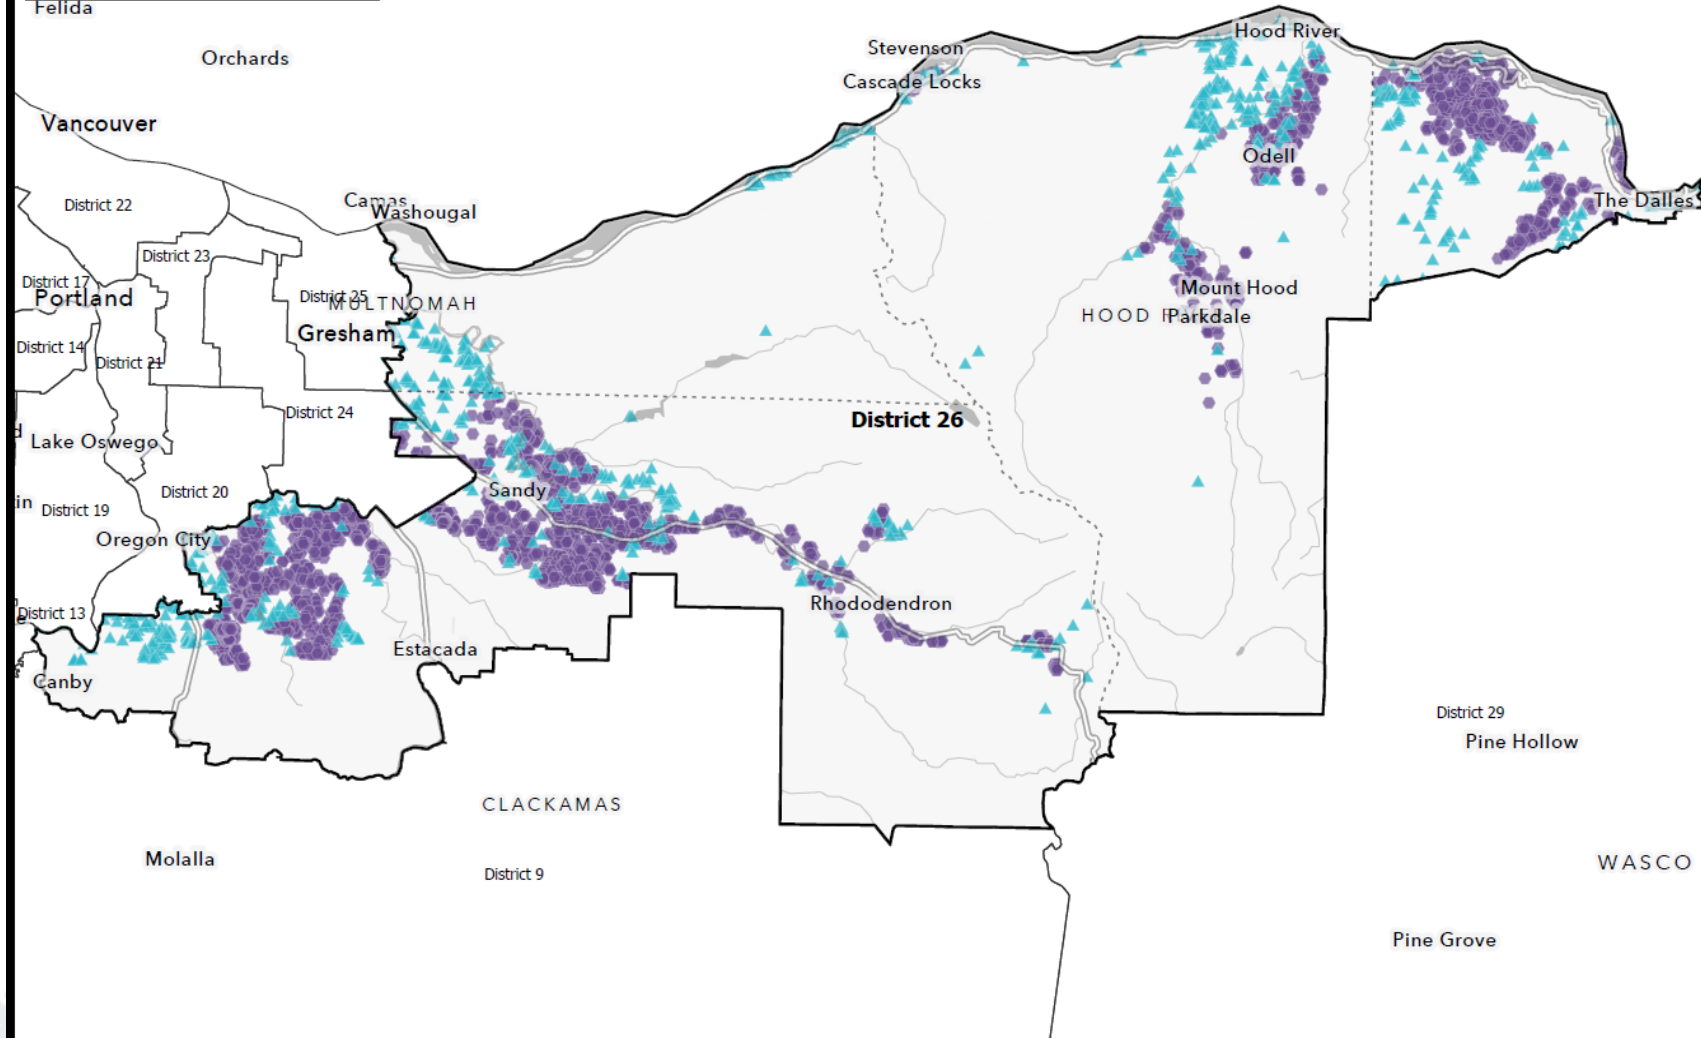 Felida
Orchards
Stevenson
Hood River
Cascade Locks
Vancouver
Odell
District 22
Camas
Washougal
The Dalles
District 23
District 17
Portland
District 25
MULTNOMAH
Mount Hood
HOOD
Parkdale
Gresham
District 14
District 21
District 24
District 26
d
Lake Oswego
District 20
Sandy
in
District 19
Oregon City
Rhododendron
District 13
e
Estacada
Canby
District 29
Pine Hollow
CLACKAMAS
Molalla
District 9
WASCO
Pine Grove